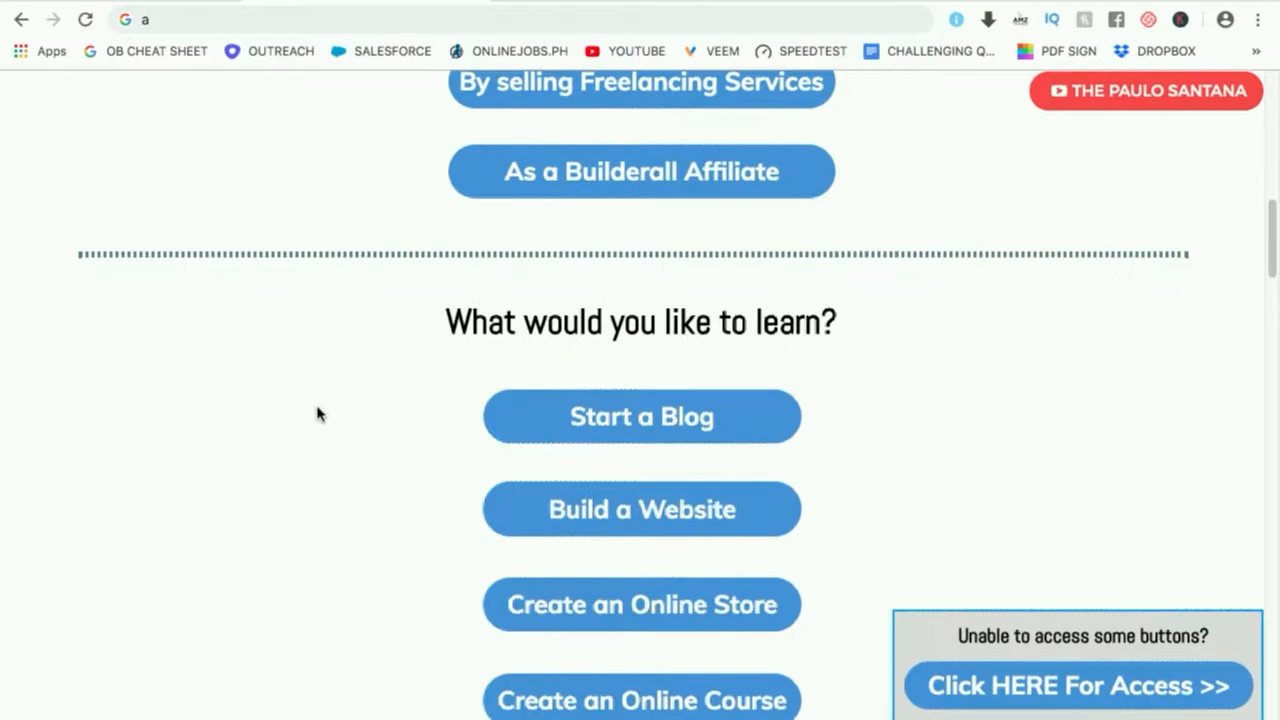 a
Apps OB CHEAT SHEET OUTREACH SALESFORCE ONLINEJOBS.PH YOUTUBE VEEM SPEEDTEST CHALLENGING Q... PDF SIGN DROPBOX »
By selling Freelancing Services
THE PAULO SANTANA
As a Builderall Affiliate
What would you like to learn?
Start a Blog
Build a Website
Create an Online Store
Unable to access some buttons?
Click HERE For Access >>
Create an Online Course